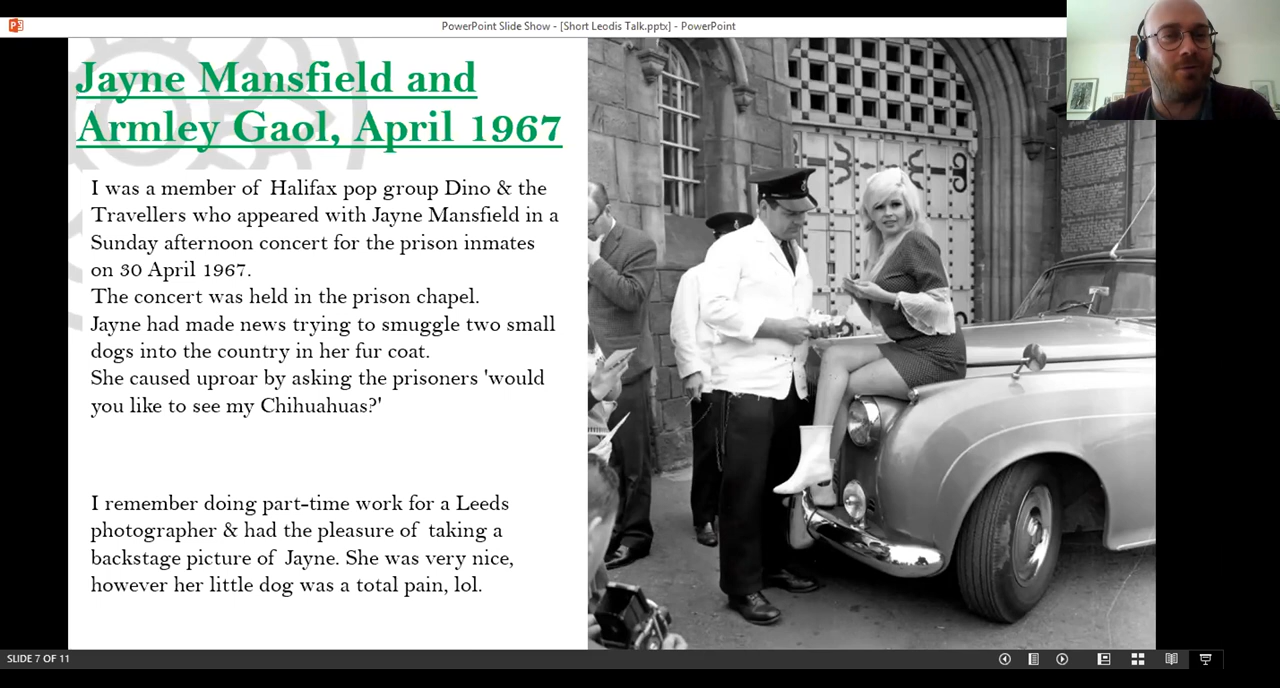 PowerPoint Slide Show - [Short Leodis Talk.pptx] - PowerPoint
Jayne Mansfield and
Armley Gaol, April 1967
I was a member of Halifax pop group Dino & the
Travellers who appeared with Jayne Mansfield in a
Sunday afternoon concert for the prison inmates
on 30 April 1967.
The concert was held in the prison chapel.
Jayne had made news trying to smuggle two small
dogs into the country in her fur coat.
She caused uproar by asking the prisoners 'would
you like to see my Chihuahuas?'
I remember doing part-time work for a Leeds
photographer & had the pleasure of taking a
backstage picture of Jayne. She was very nice,
however her little dog was a total pain, lol.
SLIDE 7 OF 11